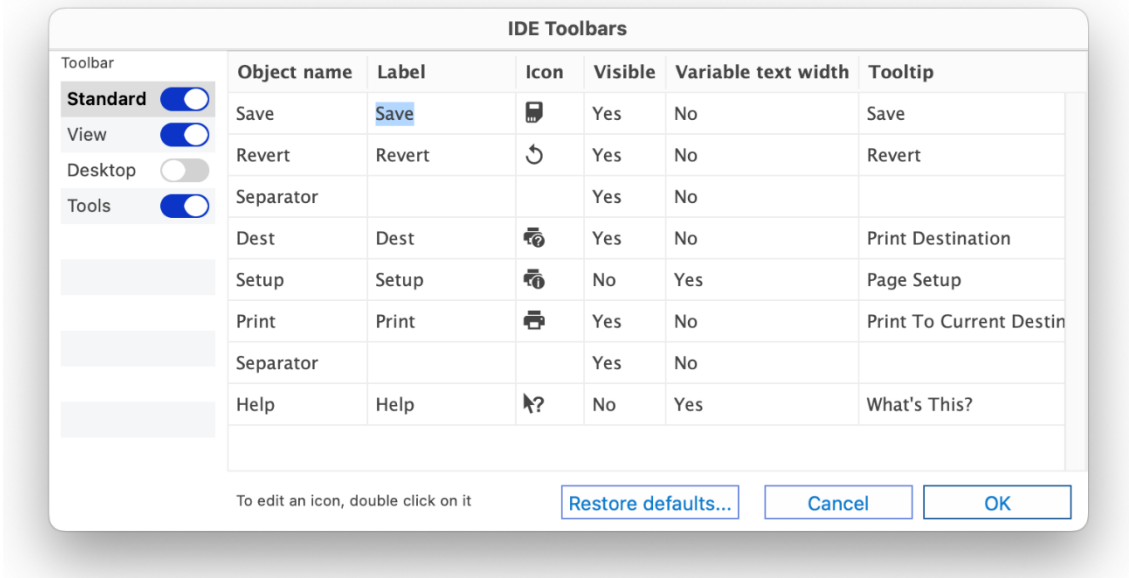 IDE Toolbars
Toolbar
Standard
View
Desktop
Tools
Object name Label Icon Visible Variable text width Tooltip
Save Save Yes No Save
Revert Revert Yes No Revert
Separator Yes No
Dest Dest Yes No Print Destination
Setup Setup No Yes Page Setup
Print Print Yes No Print To Current Destin
Separator Yes No
Help Help No Yes What's This?
To edit an icon, double click on it
Restore defaults... Cancel OK